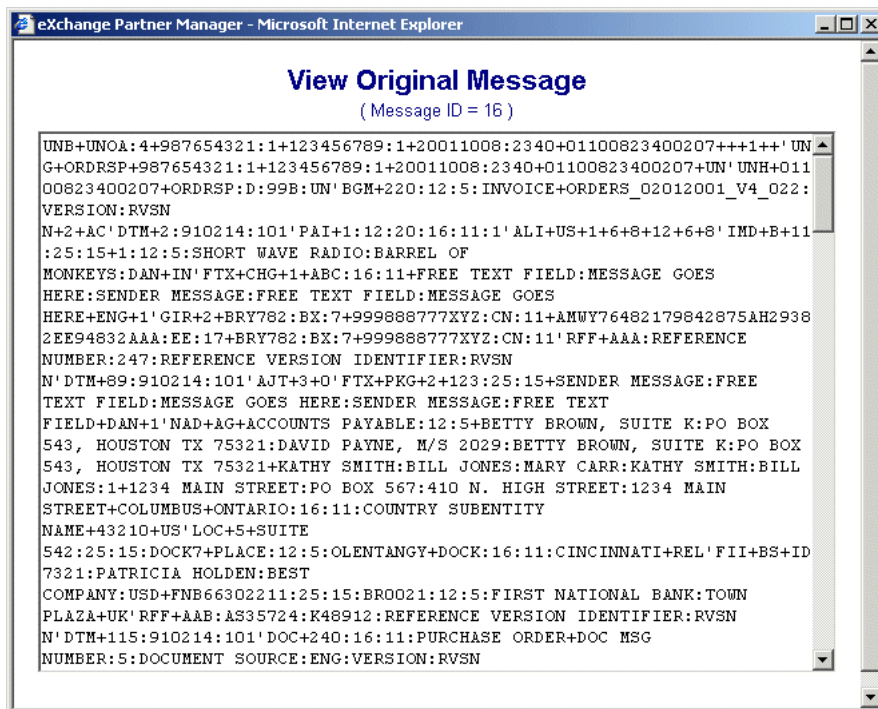 eXchange Partner Manager - Microsoft Internet Explorer
View Original Message
( Message ID = 16 )
UNB+UNOA:4+987654321:1+123456789:1+20011008:2340+01100823400207+++1++'UN
G+ORDRSP+987654321:1+123456789:1+20011008:2340+01100823400207+UN'UNH+011
00823400207+ORDRSP:D:99B:UN'BGM+220:12:5:INVOICE+ORDERS_02012001_V4_022:
VERSION:RVSN
N+2+AC'DTM+2:910214:101'PAI+1:12:20:16:11:1'ALI+US+1+6+8+12+6+8'IMD+B+11
:25:15+1:12:5:SHORT WAVE RADIO:BARREL OF
MONKEYS:DAN+IN'FTX+CHG+1+ABC:16:11+FREE TEXT FIELD:MESSAGE GOES
HERE:SENDER MESSAGE:FREE TEXT FIELD:MESSAGE GOES
HERE+ENG+1'GIR+2+BRY782:BX:7+999888777XYZ:CN:11+AMWY76482179842875AH2938
2EE94832AAA:EE:17+BRY782:BX:7+999888777XYZ:CN:11'RFF+AAA:REFERENCE
NUMBER:247:REFERENCE VERSION IDENTIFIER:RVSN
N'DTM+89:910214:101'AJT+3+0'FTX+PKG+2+123:25:15+SENDER MESSAGE:FREE
TEXT FIELD:MESSAGE GOES HERE:SENDER MESSAGE:FREE TEXT
FIELD+DAN+1'NAD+AG+ACCOUNTS PAYABLE:12:5+BETTY BROWN, SUITE K:PO BOX
543, HOUSTON TX 75321:DAVID PAYNE, M/S 2029:BETTY BROWN, SUITE K:PO BOX
543, HOUSTON TX 75321+KATHY SMITH:BILL JONES:MARY CARR:KATHY SMITH:BILL
JONES:1+1234 MAIN STREET:PO BOX 567:410 N. HIGH STREET:1234 MAIN
STREET+COLUMBUS+ONTARIO:16:11:COUNTRY SUBENTITY
NAME+43210+US'LOC+5+SUITE
542:25:15:DOCK7+PLACE:12:5:OLENTANGY+DOCK:16:11:CINCINNATI+REL'FII+BS+ID
7321:PATRICIA HOLDEN:BEST
COMPANY:USD+FNB66302211:25:15:BR0021:12:5:FIRST NATIONAL BANK:TOWN
PLAZA+UK'RFF+AAB:AS35724:K48912:REFERENCE VERSION IDENTIFIER:RVSN
N'DTM+115:910214:101'DOC+240:16:11:PURCHASE ORDER+DOC MSG
NUMBER:5:DOCUMENT SOURCE:ENG:VERSION:RVSN